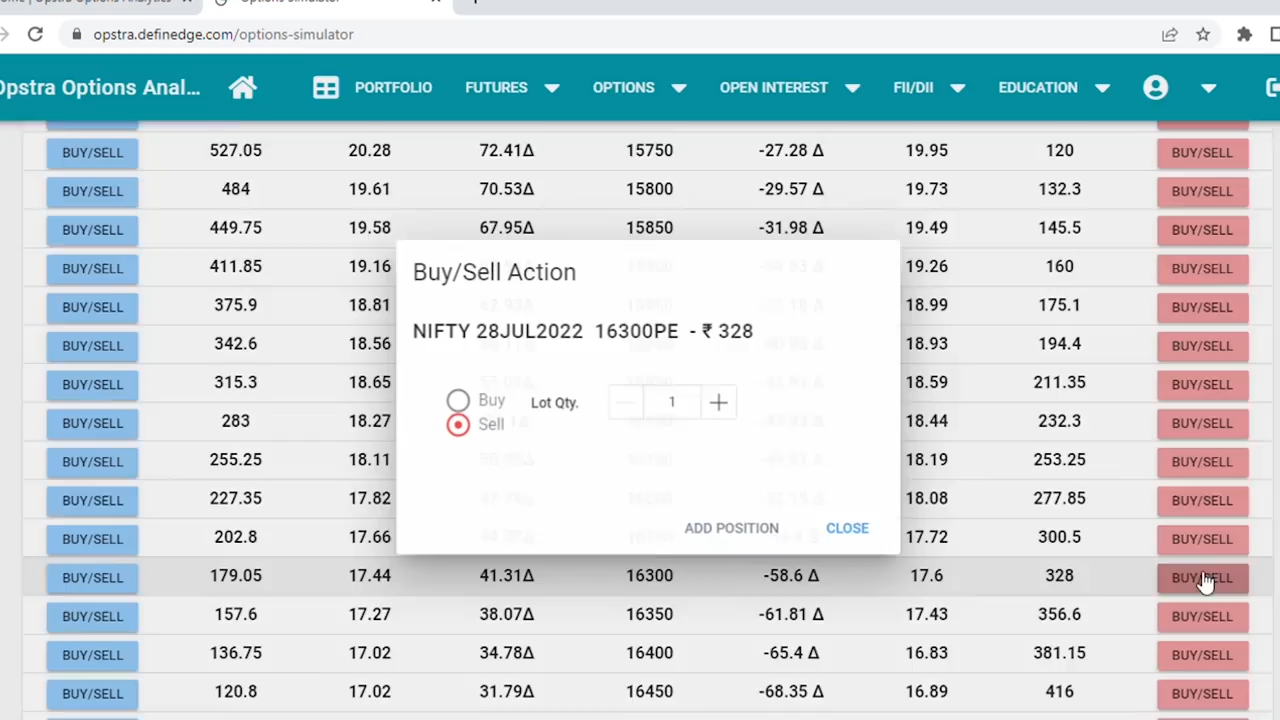 Options Simulator
opstra.definedge.com/options-simulator
Opstra Options Anal... PORTFOLIO FUTURES OPTIONS OPEN INTEREST FII/DII EDUCATION
BUY/SELL 527.05 20.28 72.41Δ 15750 -27.28 Δ 19.95 120 BUY/SELL
BUY/SELL 484 19.61 70.53Δ 15800 -29.57 Δ 19.73 132.3 BUY/SELL
BUY/SELL 449.75 19.58 67.95Δ 15850 -31.98 Δ 19.49 145.5 BUY/SELL
BUY/SELL 411.85 19.16 19.26 160 BUY/SELL
BUY/SELL 375.9 18.81 18.99 175.1 BUY/SELL
BUY/SELL 342.6 18.56 18.93 194.4 BUY/SELL
BUY/SELL 315.3 18.65 18.59 211.35 BUY/SELL
BUY/SELL 283 18.27 18.44 232.3 BUY/SELL
BUY/SELL 255.25 18.11 18.19 253.25 BUY/SELL
BUY/SELL 227.35 17.82 18.08 277.85 BUY/SELL
BUY/SELL 202.8 17.66 17.72 300.5 BUY/SELL
BUY/SELL 179.05 17.44 41.31Δ 16300 -58.6 Δ 17.6 328 BUY/SELL
BUY/SELL 157.6 17.27 38.07Δ 16350 -61.81 Δ 17.43 356.6 BUY/SELL
BUY/SELL 136.75 17.02 34.78Δ 16400 -65.4 Δ 16.83 381.15 BUY/SELL
BUY/SELL 120.8 17.02 31.79Δ 16450 -68.35 Δ 16.89 416 BUY/SELL
Buy/Sell Action
NIFTY 28JUL2022 16300PE - ₹ 328
Buy
Sell
Lot Qty. 1 +
ADD POSITION CLOSE